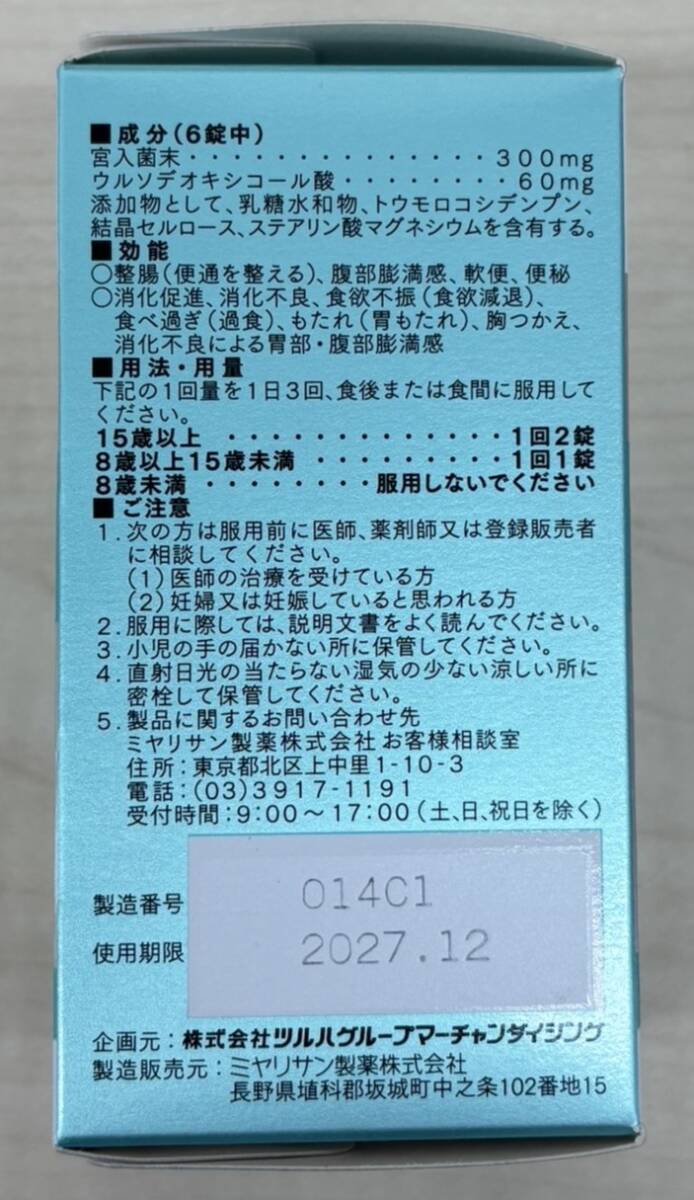 ■成分(6錠中)
宮入菌末・・・・・・・・・・・・・・・300mg
ウルソデオキシコール酸・・・・・・・・60mg
添加物として、乳糖水和物、トウモロコシデンプン、
結晶セルロース、ステアリン酸マグネシウムを含有する。
■効能
○整腸(便通を整える)、腹部膨満感、軟便、便秘
○消化促進、消化不良、食欲不振(食欲減退)、
食べ過ぎ(過食)、もたれ(胃もたれ)、胸つかえ、
消化不良による胃部・腹部膨満感
■用法・用量
下記の1回量を1日3回、食後または食間に服用して
ください。
15歳以上 ・・・・・・・・・・・・・1回2錠
8歳以上15歳未満 ・・・・・・・・・1回1錠
8歳未満 ・・・・・・・・服用しないでください
■ご注意
1.次の方は服用前に医師、薬剤師又は登録販売者
に相談してください。
(1)医師の治療を受けている方
(2)妊婦又は妊娠していると思われる方
2.服用に際しては、説明文書をよく読んでください。
3.小児の手の届かない所に保管してください。
4.直射日光の当たらない湿気の少ない涼しい所に
密栓して保管してください。
5.製品に関するお問い合わせ先
ミヤリサン製薬株式会社 お客様相談室
住所:東京都北区上中里1-10-3
電話:(03)3917-1191
受付時間:9:00〜17:00(土、日、祝日を除く)
製造番号 014C1
使用期限 2027.12
企画元:株式会社ツルハグループマーチャンダイジング
製造販売元:ミヤリサン製薬株式会社
長野県埴科郡坂城町中之条102番地15